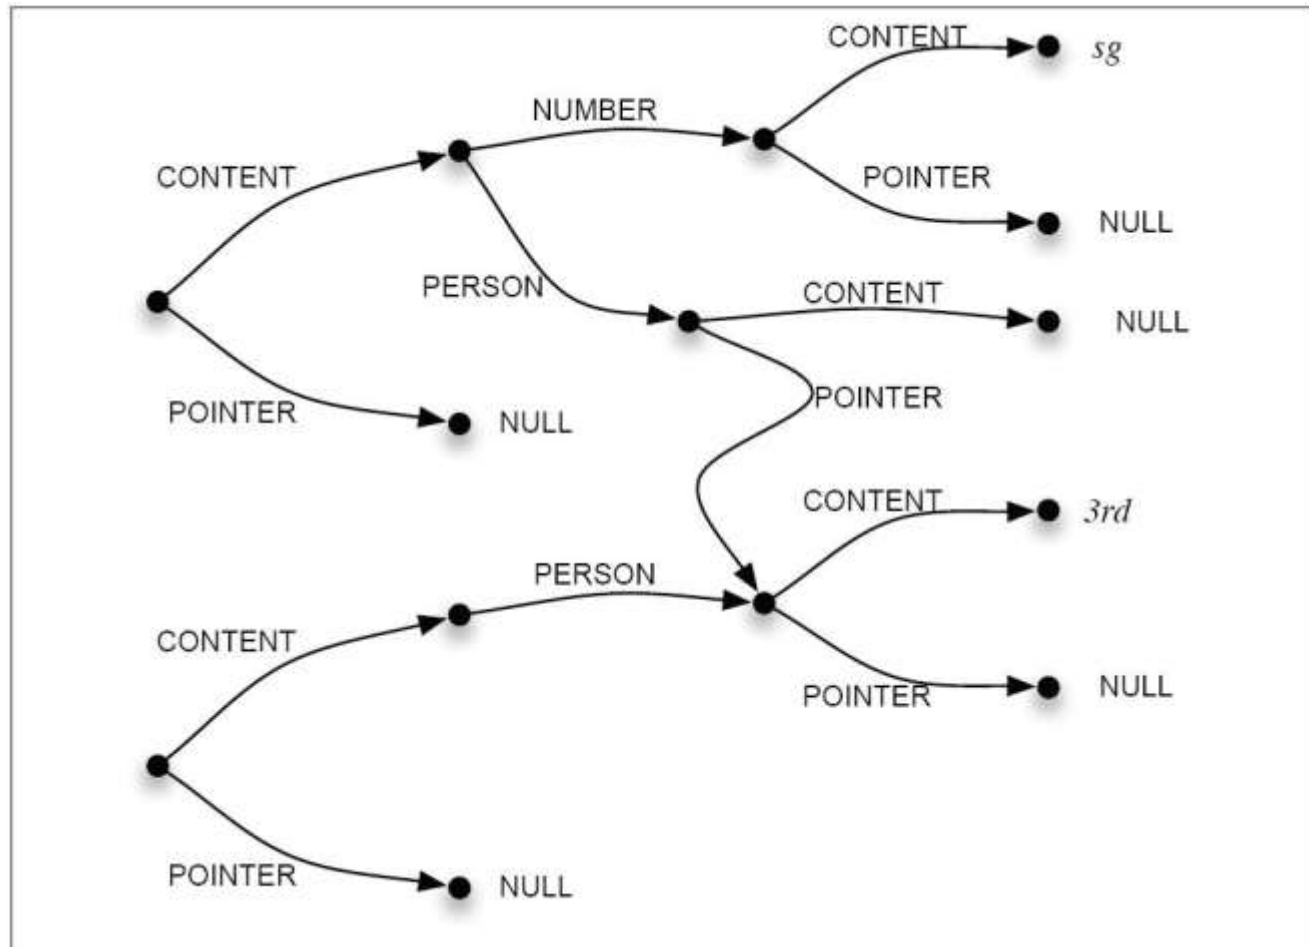 CONTENT
sg
NUMBER
CONTENT
POINTER
NULL
PERSON
CONTENT
NULL
POINTER
POINTER
NULL
CONTENT
3rd
PERSON
CONTENT
POINTER
NULL
POINTER
NULL